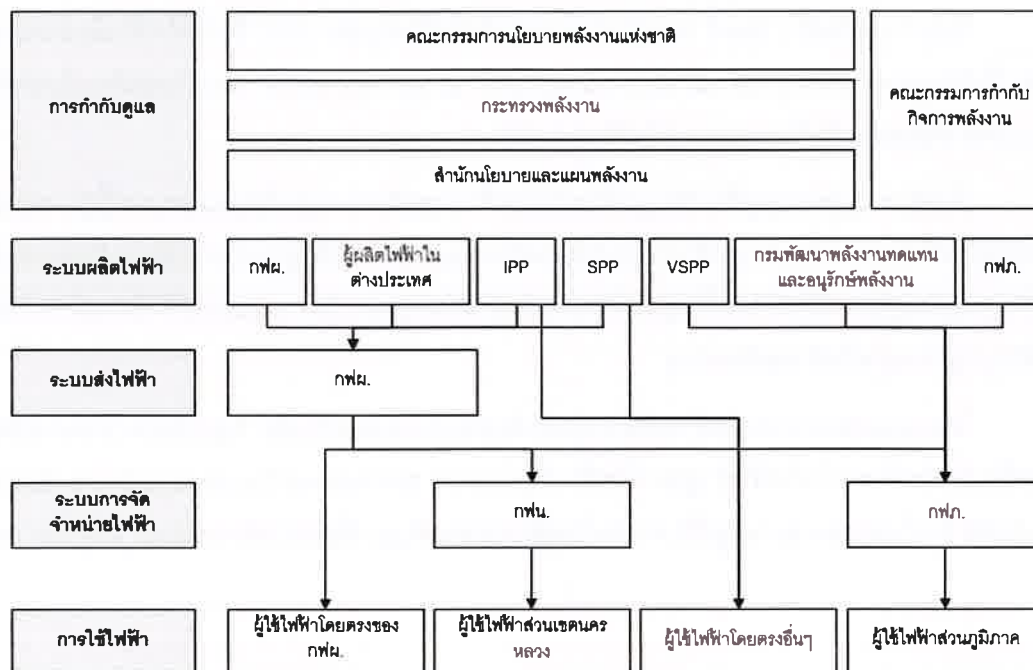 การกำกับดูแล
คณะกรรมการนโยบายพลังงานแห่งชาติ
กระทรวงพลังงาน
สำนักนโยบายและแผนพลังงาน
คณะกรรมการกำกับ
กิจการพลังงาน
ระบบผลิตไฟฟ้า
กฟผ.
ผู้ผลิตไฟฟ้าใน
ต่างประเทศ
IPP
SPP
VSPP
กรมพัฒนาพลังงานทดแทน
และอนุรักษ์พลังงาน
กฟภ.
ระบบส่งไฟฟ้า
กฟผ.
ระบบการจัด
จำหน่ายไฟฟ้า
กฟน.
กฟภ.
การใช้ไฟฟ้า
ผู้ใช้ไฟฟ้าโดยตรงของ
กฟผ.
ผู้ใช้ไฟฟ้าส่วนเขตนคร
หลวง
ผู้ใช้ไฟฟ้าโดยตรงอื่นๆ
ผู้ใช้ไฟฟ้าส่วนภูมิภาค